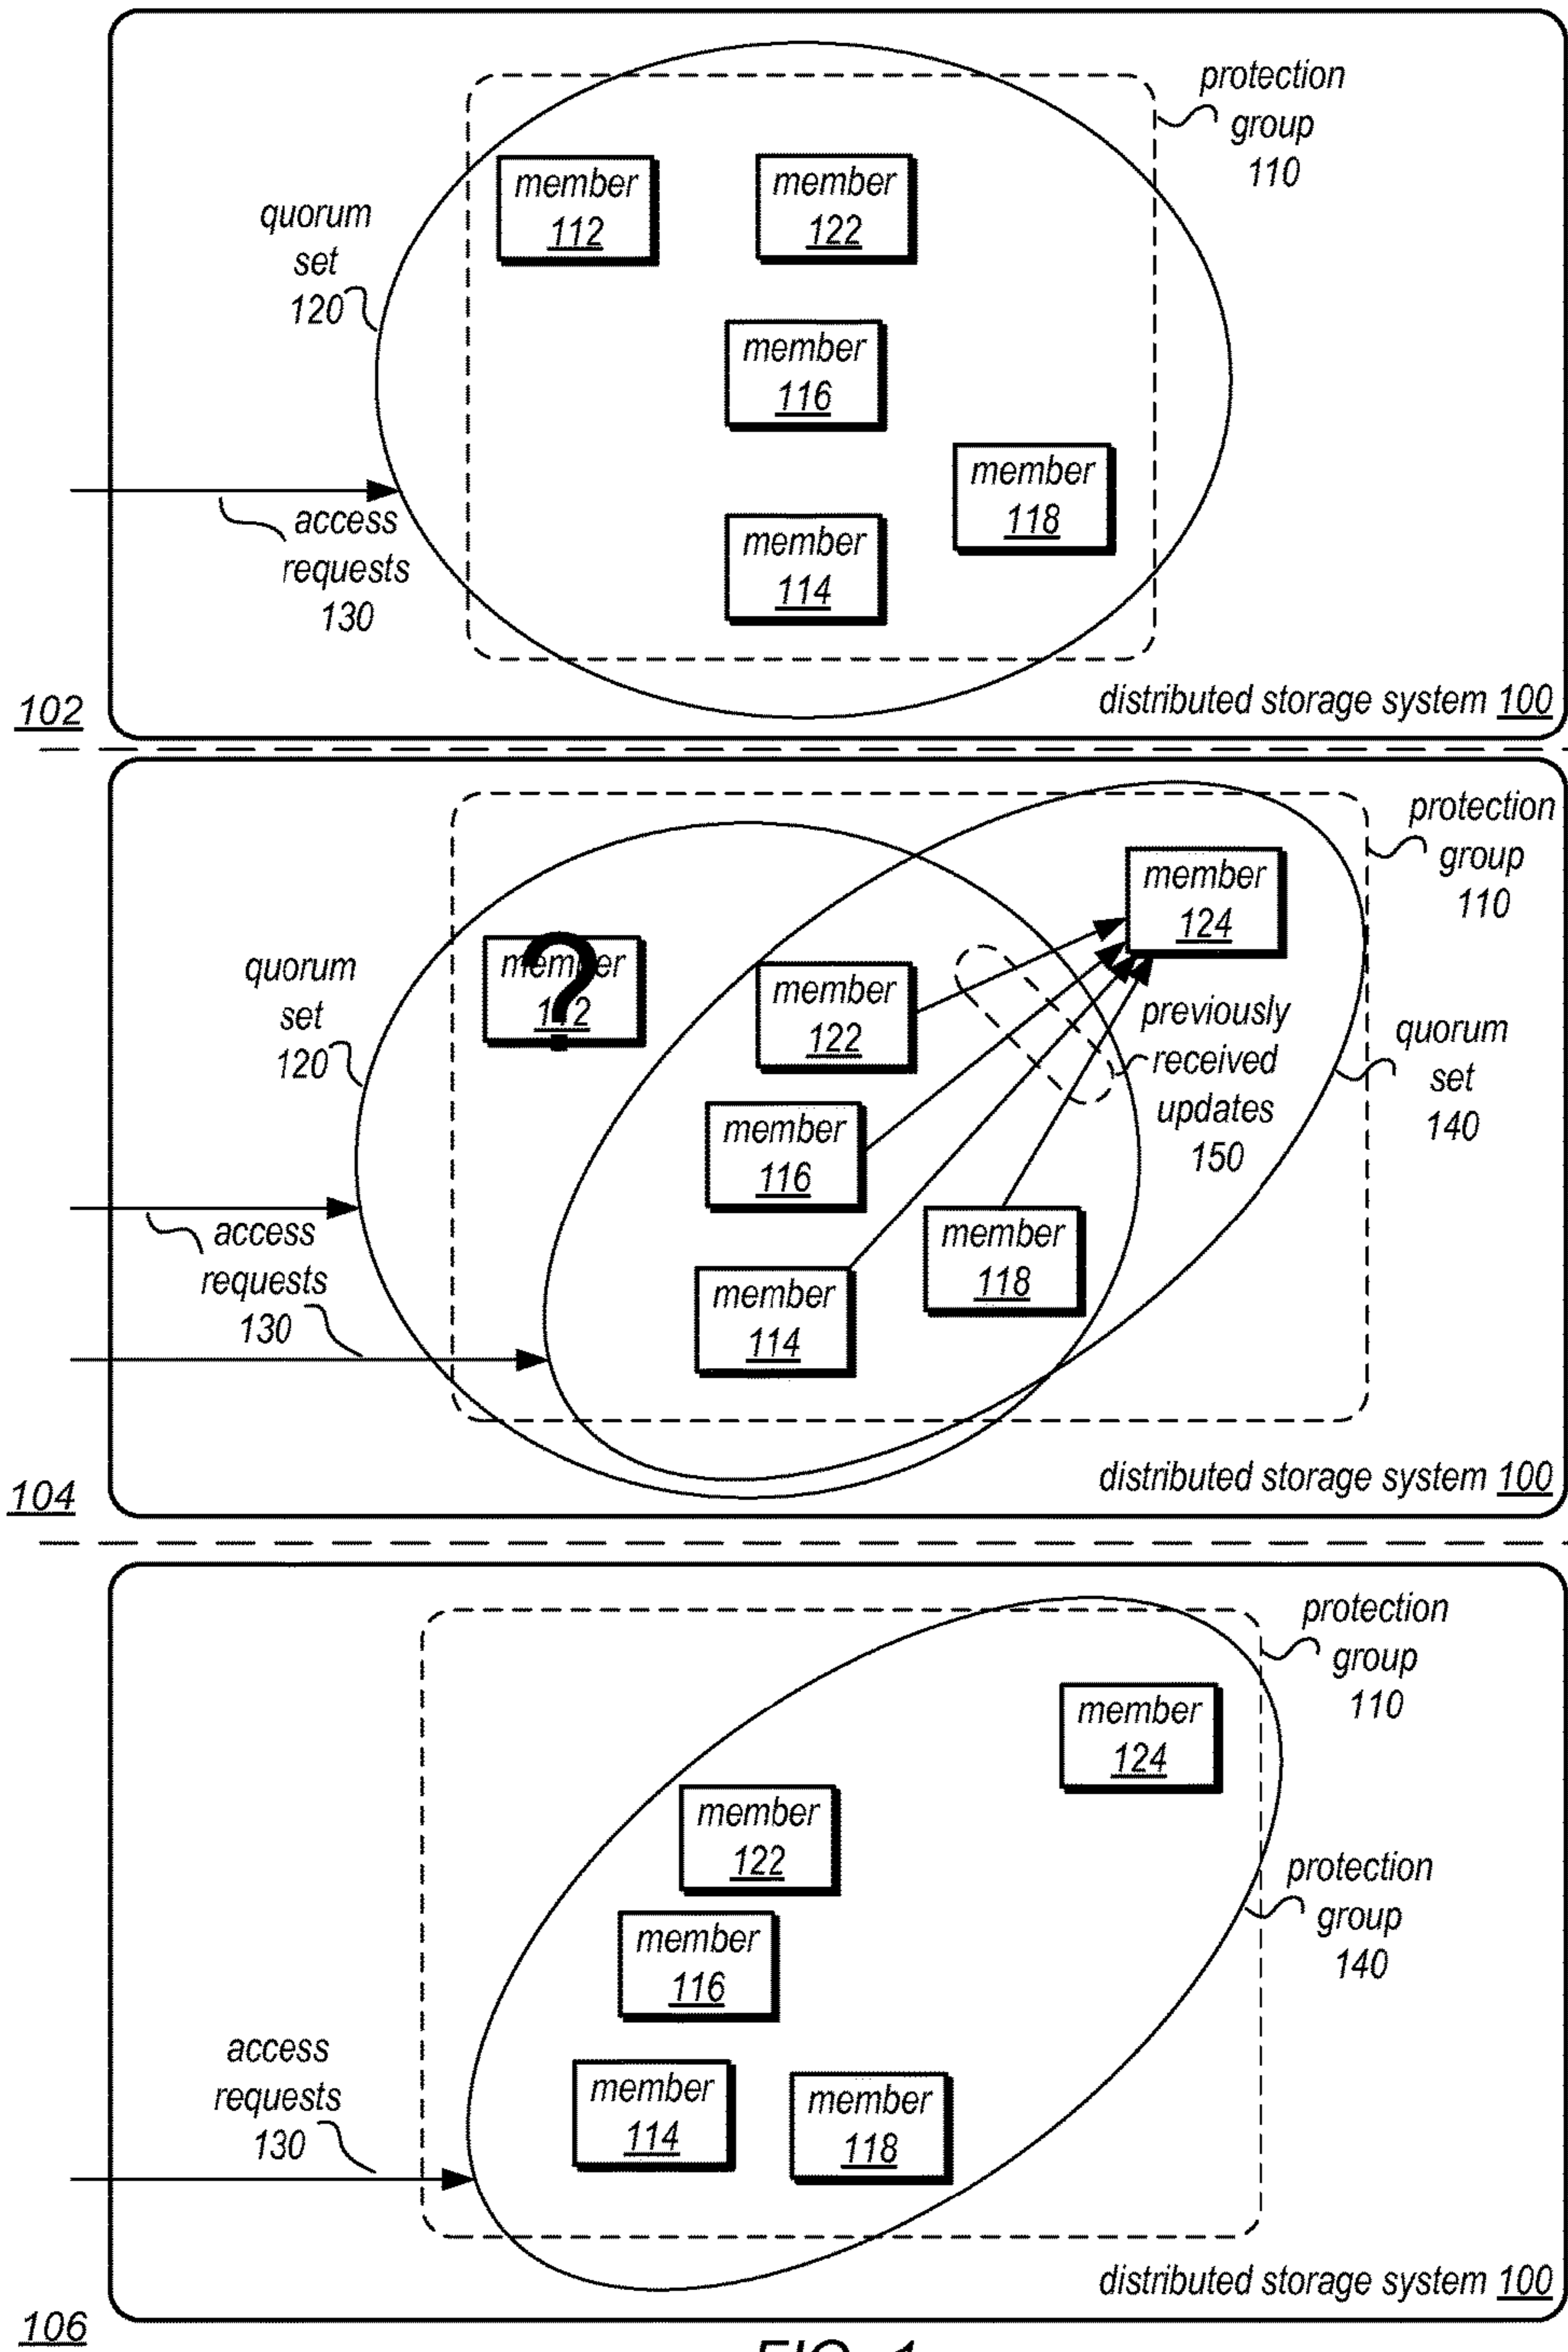 protection
group
110
member
112
member
122
quorum
set
120
member
116
member
118
access
requests
130
member
114
102
distributed storage system 100
protection
group
110
member
124
member
112
?
quorum
set
120
member
122
previously
received
updates
150
quorum
set
140
member
116
access
requests
130
member
118
member
114
104
distributed storage system 100
protection
group
110
member
124
member
122
protection
group
140
member
116
access
requests
130
member
114
member
118
distributed storage system 100
106
FIG. 1